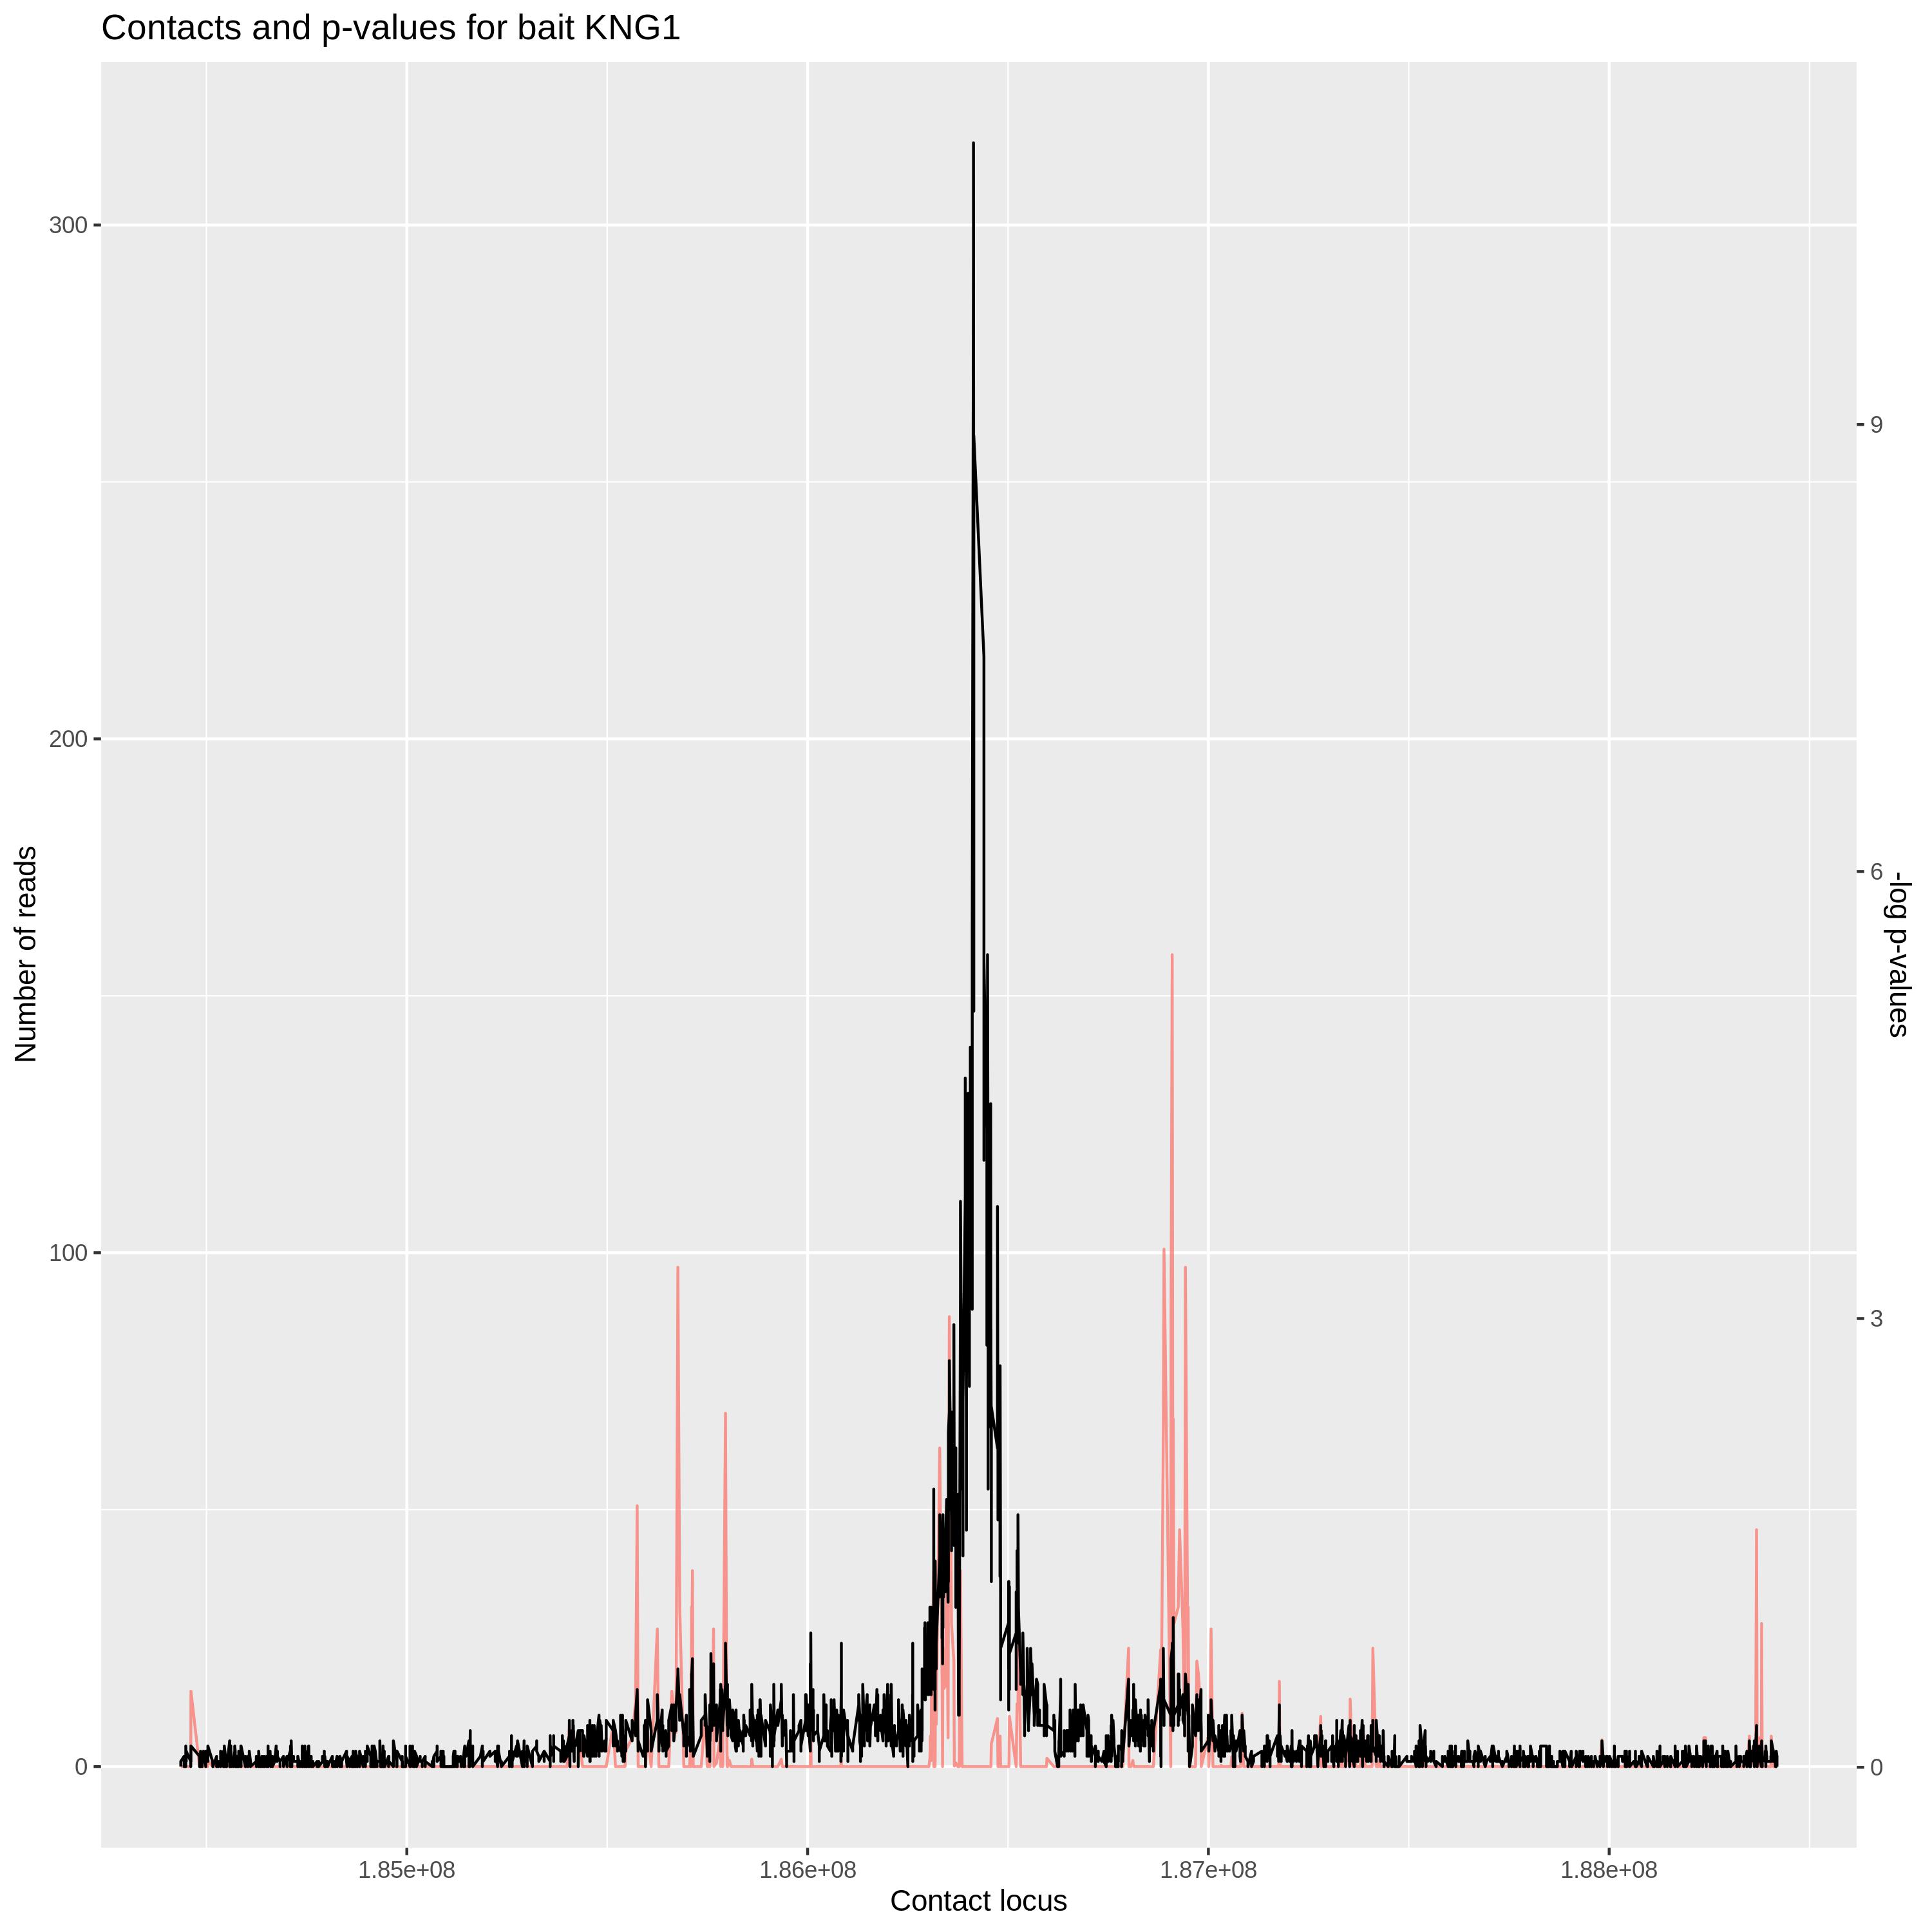 Contacts and p-values for bait KNG1
300
200
100
0
Number of reads
9
6
3
0
-log p-values
1.85e+08
1.86e+08
1.87e+08
1.88e+08
Contact locus